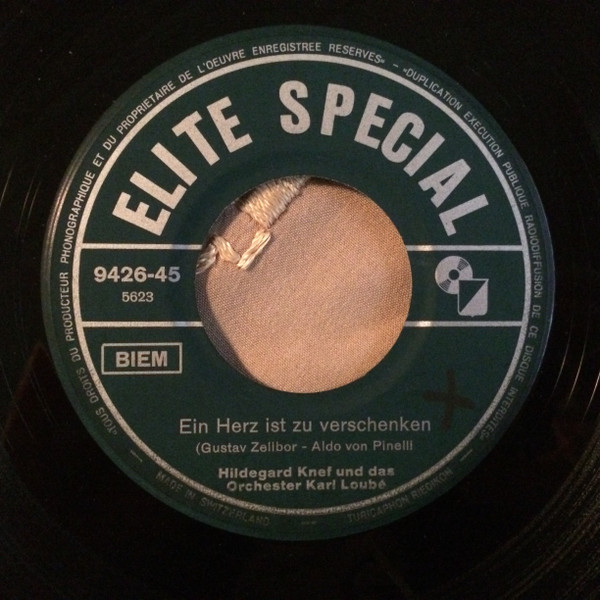 «TOUS DROITS DU PRODUCTEUR PHONOGRAPHIQUE ET DU PROPRIETAIRE DE L'OEUVRE ENREGISTREE RESERVES» - «DUPLICATION EXECUTION PUBLIQUE RADIODIFFUSION DE CE DISQUE INTERDITES»
ELITE SPECIAL
9426-45
5623
BIEM
Ein Herz ist zu verschenken
(Gustav Zelibor - Aldo von Pinelli
Hildegard Knef und das
Orchester Karl Loubé
MADE IN SWITZERLAND — TURICAPHON RIEDIKON